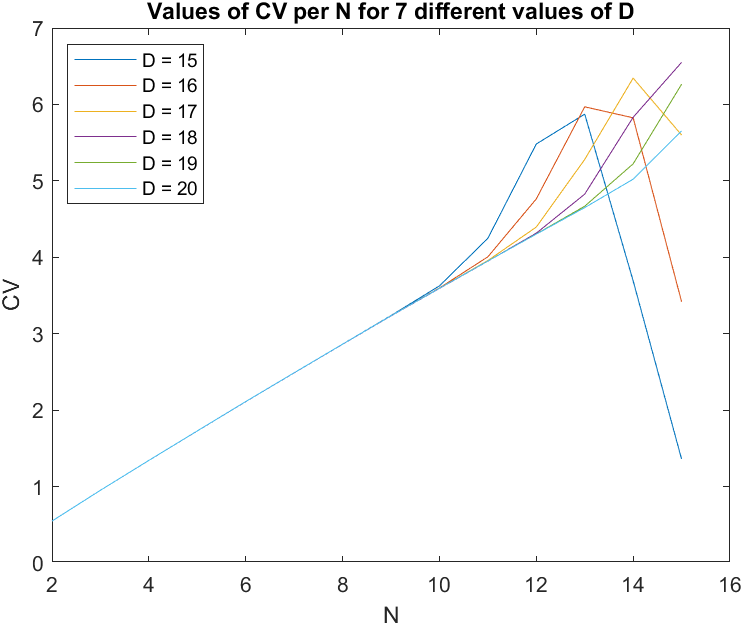 Values of CV per N for 7 different values of D
7
D = 15
D = 16
D = 17
D = 18
D = 19
D = 20
6
5
4
CV
3
2
1
0
2 4 6 8 10 12 14 16
N